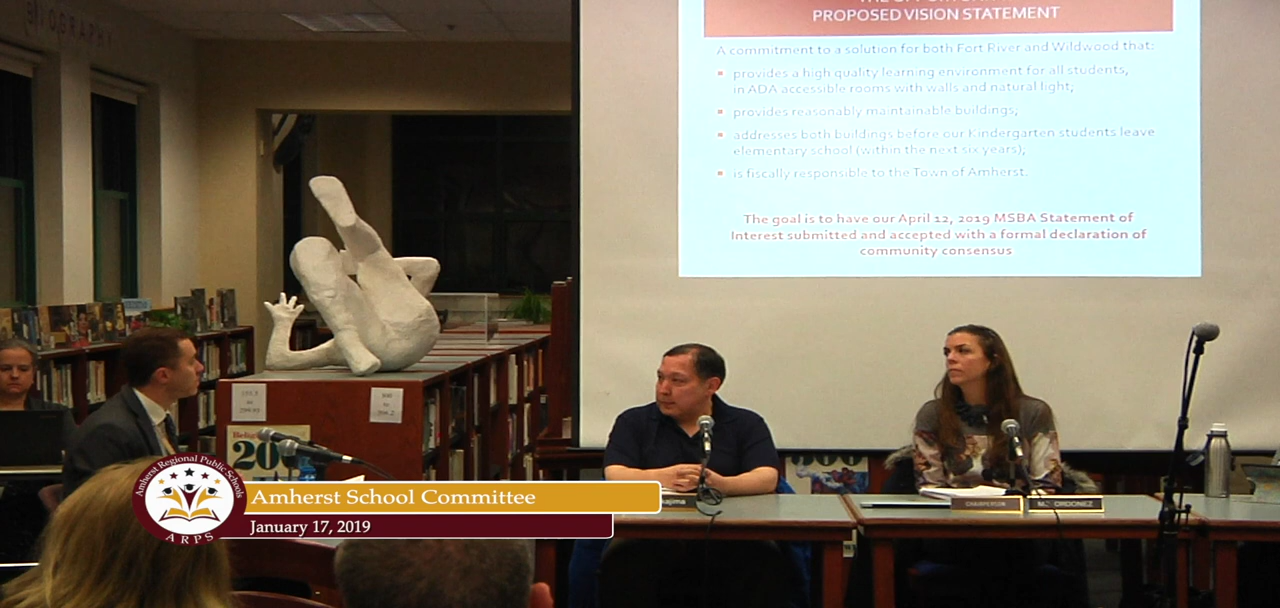 PROPOSED VISION STATEMENT
A commitment to a solution for both Fort River and Wildwood that:
provides a high quality learning environment for all students,
in ADA accessible rooms with walls and natural light;
provides reasonably maintainable buildings;
addresses both buildings before our Kindergarten students leave
elementary school (within the next six years);
is fiscally responsible to the Town of Amherst.
The goal is to have our April 12, 2019 MSBA Statement of
Interest submitted and accepted with a formal declaration of
community consensus
CHAIRPERSON
ORDONEZ
Amherst Regional Public Schools
ARPS
Amherst School Committee
January 17, 2019